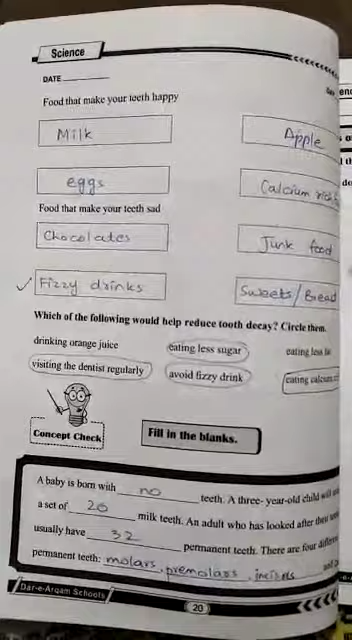 Science
DATE
Food that make your teeth happy
Milk Apple
eggs Calcium rich
Food that make your teeth sad
Chocolates Junk food
✓ Fizzy drinks Sweets/Bread
Which of the following would help reduce tooth decay? Circle them.
drinking orange juice eating less sugar eating less fat
visiting the dentist regularly avoid fizzy drink eating calcium
Concept Check Fill in the blanks.
A baby is born with no teeth. A three- year-old child will
a set of 20 milk teeth. An adult who has looked after their
usually have 32 permanent teeth. There are four different
permanent teeth: molars, premolars, incisors and
Dar-e-Arqam Schools 20